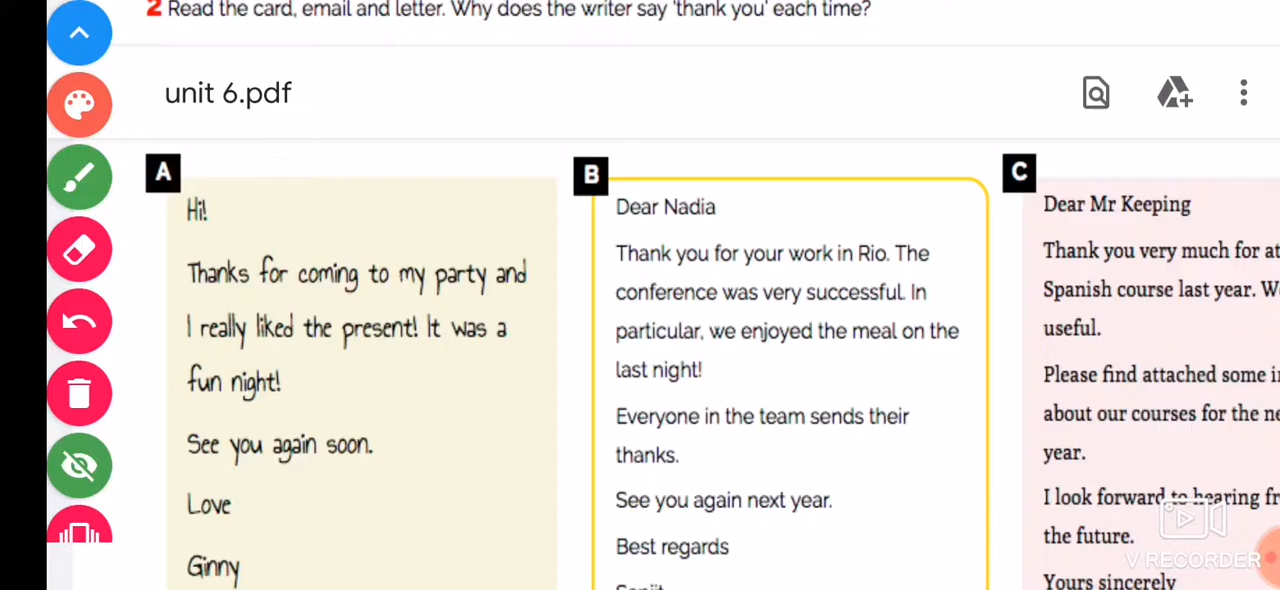 2 Read the card, email and letter. Why does the writer say 'thank you' each time?
unit 6.pdf
A
Hi!
Thanks for coming to my party and
I really liked the present! It was a
fun night!
See you again soon.
Love
Ginny
B
Dear Nadia
Thank you for your work in Rio. The
conference was very successful. In
particular, we enjoyed the meal on the
last night!
Everyone in the team sends their
thanks.
See you again next year.
Best regards
C
Dear Mr Keeping
Thank you very much for
Spanish course last year.
useful.
Please find attached some
about our courses for the
year.
I look forward to hearing
the future.
Yours sincerely
V RECORDER